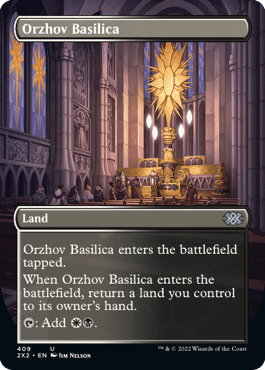 Orzhov Basilica
Land
Orzhov Basilica enters the battlefield
tapped.
When Orzhov Basilica enters the
battlefield, return a land you control
to its owner's hand.
: Add .
409 U
2X2 • EN Jim Nelson
™ & © 2022 Wizards of the Coast